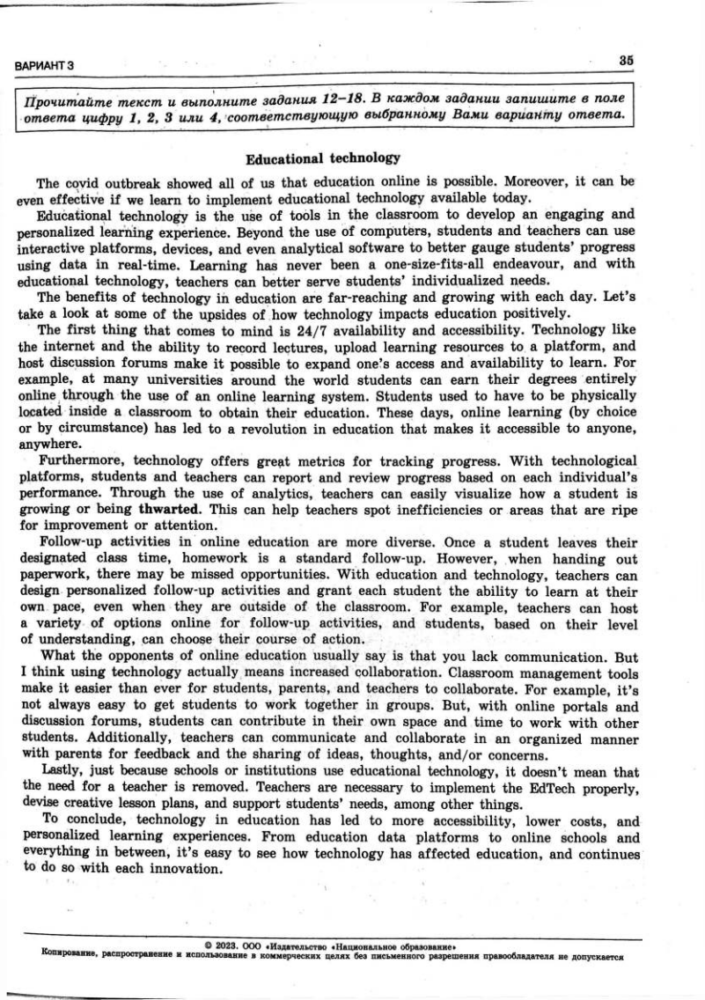 ВАРИАНТ 3
35
Прочитайте текст и выполните задания 12–18. В каждом задании запишите в поле
ответа цифру 1, 2, 3 или 4, соответствующую выбранному Вами варианту ответа.
Educational technology
The covid outbreak showed all of us that education online is possible. Moreover, it can be
even effective if we learn to implement educational technology available today.
Educational technology is the use of tools in the classroom to develop an engaging and
personalized learning experience. Beyond the use of computers, students and teachers can use
interactive platforms, devices, and even analytical software to better gauge students' progress
using data in real-time. Learning has never been a one-size-fits-all endeavour, and with
educational technology, teachers can better serve students' individualized needs.
The benefits of technology in education are far-reaching and growing with each day. Let's
take a look at some of the upsides of how technology impacts education positively.
The first thing that comes to mind is 24/7 availability and accessibility. Technology like
the internet and the ability to record lectures, upload learning resources to a platform, and
host discussion forums make it possible to expand one's access and availability to learn. For
example, at many universities around the world students can earn their degrees entirely
online through the use of an online learning system. Students used to have to be physically
located inside a classroom to obtain their education. These days, online learning (by choice
or by circumstance) has led to a revolution in education that makes it accessible to anyone,
anywhere.
Furthermore, technology offers great metrics for tracking progress. With technological
platforms, students and teachers can report and review progress based on each individual's
performance. Through the use of analytics, teachers can easily visualize how a student is
growing or being thwarted. This can help teachers spot inefficiencies or areas that are ripe
for improvement or attention.
Follow-up activities in online education are more diverse. Once a student leaves their
designated class time, homework is a standard follow-up. However, when handing out
paperwork, there may be missed opportunities. With education and technology, teachers can
design personalized follow-up activities and grant each student the ability to learn at their
own pace, even when they are outside of the classroom. For example, teachers can host
a variety of options online for follow-up activities, and students, based on their level
of understanding, can choose their course of action.
What the opponents of online education usually say is that you lack communication. But
I think using technology actually means increased collaboration. Classroom management tools
make it easier than ever for students, parents, and teachers to collaborate. For example, it's
not always easy to get students to work together in groups. But, with online portals and
discussion forums, students can contribute in their own space and time to work with other
students. Additionally, teachers can communicate and collaborate in an organized manner
with parents for feedback and the sharing of ideas, thoughts, and/or concerns.
Lastly, just because schools or institutions use educational technology, it doesn't mean that
the need for a teacher is removed. Teachers are necessary to implement the EdTech properly,
devise creative lesson plans, and support students' needs, among other things.
To conclude, technology in education has led to more accessibility, lower costs, and
personalized learning experiences. From education data platforms to online schools and
everything in between, it's easy to see how technology has affected education, and continues
to do so with each innovation.
© 2023. ООО «Издательство «Национальное образование»
Копирование, распространение и использование в коммерческих целях без письменного разрешения правообладателя не допускается